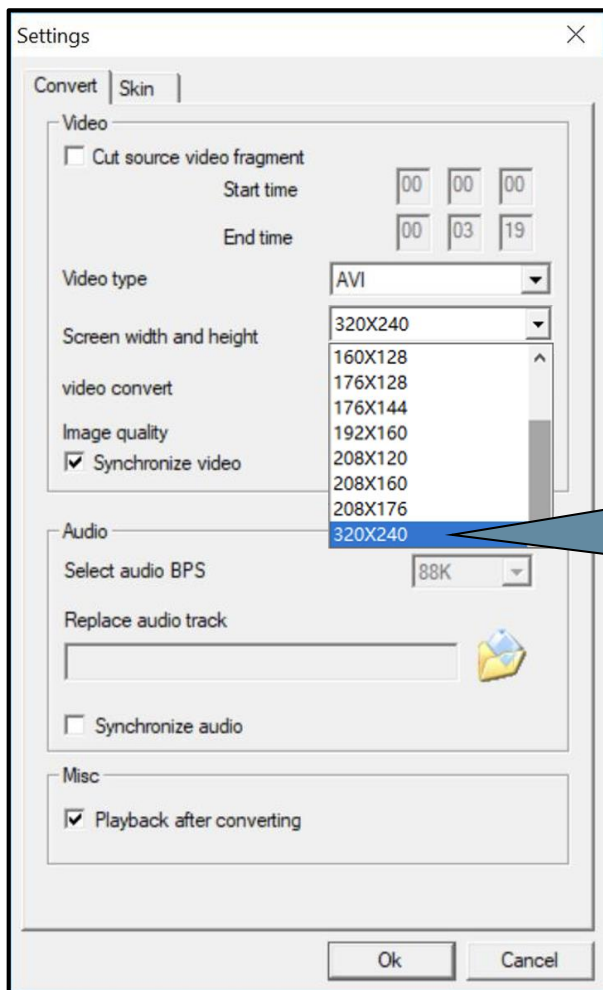 Settings
Convert Skin
Video
Cut source video fragment
Start time 00 00 00
End time 00 03 19
Video type AVI
Screen width and height 320X240
160X128
176X128
video convert
176X144
Image quality
192X160
Synchronize video
208X120
208X160
208X176
320X240
Audio
Select audio BPS 88K
Replace audio track
Synchronize audio
Misc
Playback after converting
Ok Cancel